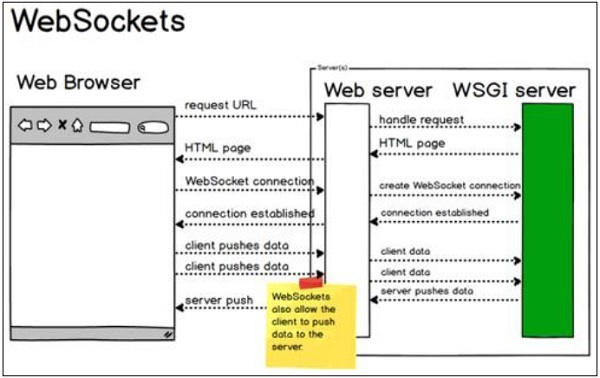 WebSockets
Server(s)
Web Browser
Web server
WSGI server
request URL
handle request
HTML page
HTML page
WebSocket connection
create WebSocket connection
connection established
connection established
client pushes data
client data
client pushes data
client data
server push
server pushes data
WebSockets
also allow the
client to push
data to the
server.